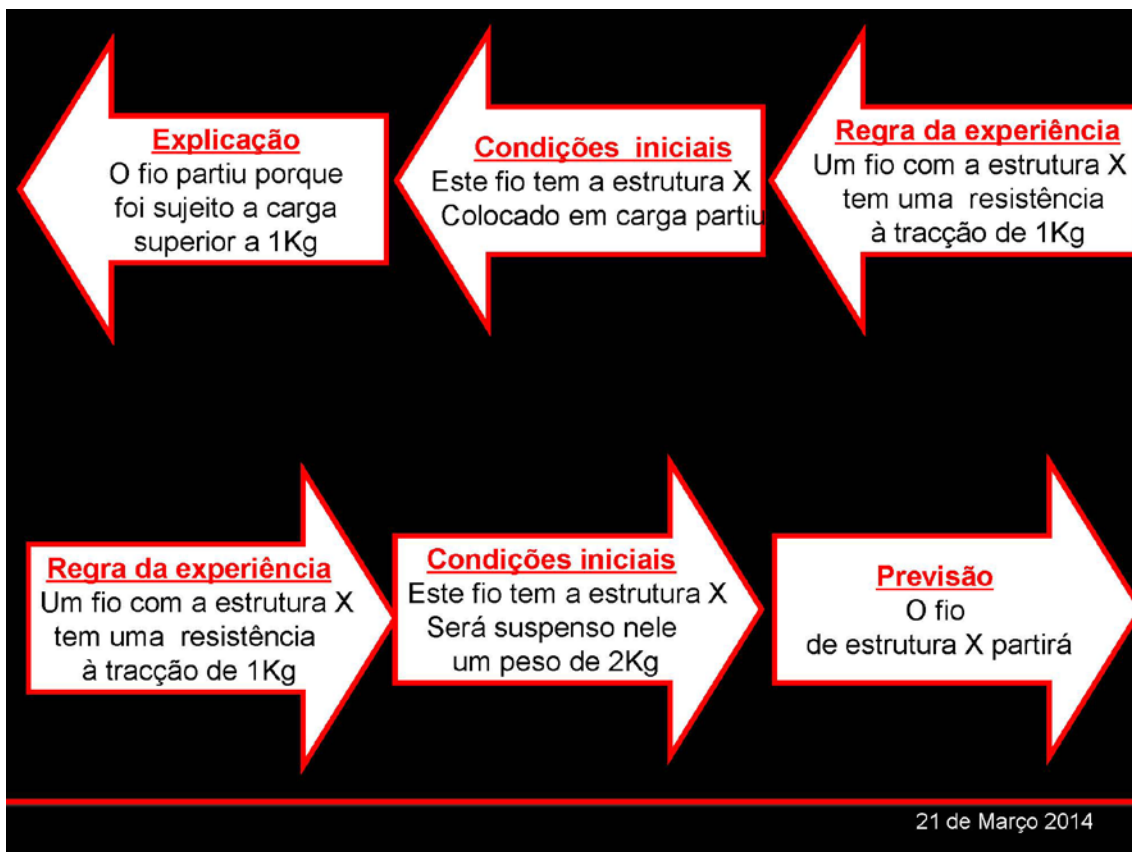 Explicação
O fio partiu porque
foi sujeito a carga
superior a 1Kg
Condições iniciais
Este fio tem a estrutura X
Colocado em carga partiu
Regra da experiência
Um fio com a estrutura X
tem uma resistência
à tracção de 1Kg
Regra da experiência
Um fio com a estrutura X
tem uma resistência
à tracção de 1Kg
Condições iniciais
Este fio tem a estrutura X
Será suspenso nele
um peso de 2Kg
Previsão
O fio
de estrutura X partirá
21 de Março 2014